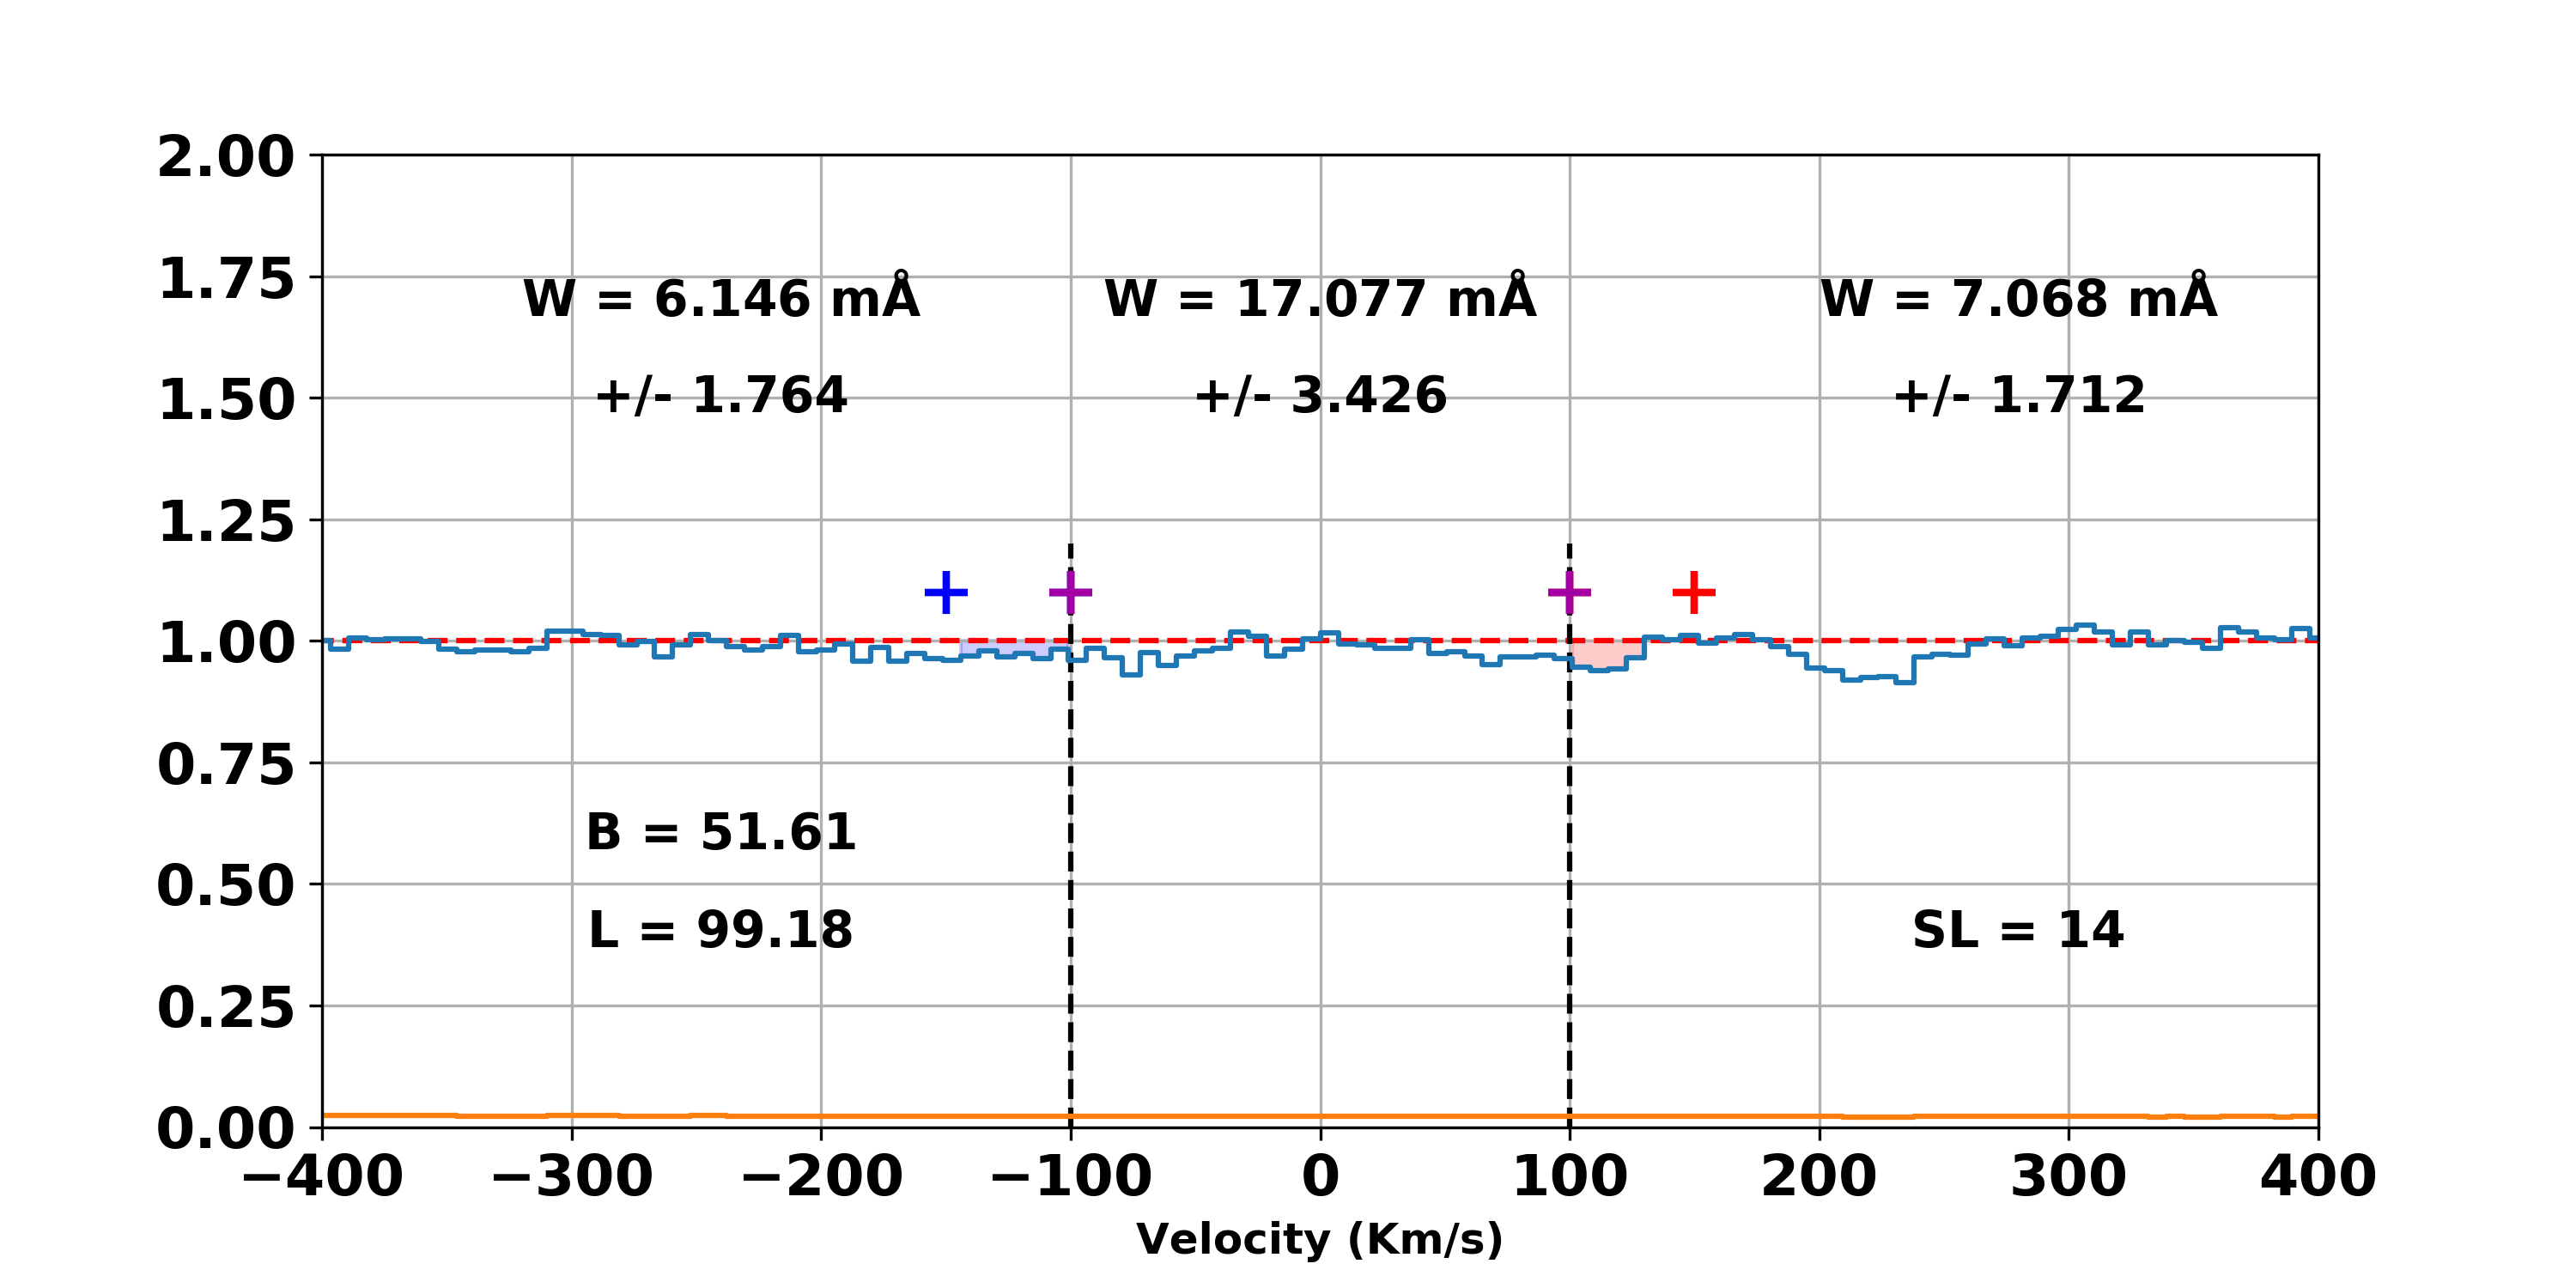 2.00
1.75
1.50
1.25
1.00
0.75
0.50
0.25
0.00
W = 6.146 mÅ
+/- 1.764
W = 17.077 mÅ
+/- 3.426
W = 7.068 mÅ
+/- 1.712
B = 51.61
L = 99.18
SL = 14
−400 −300 −200 −100 0 100 200 300 400
Velocity (Km/s)